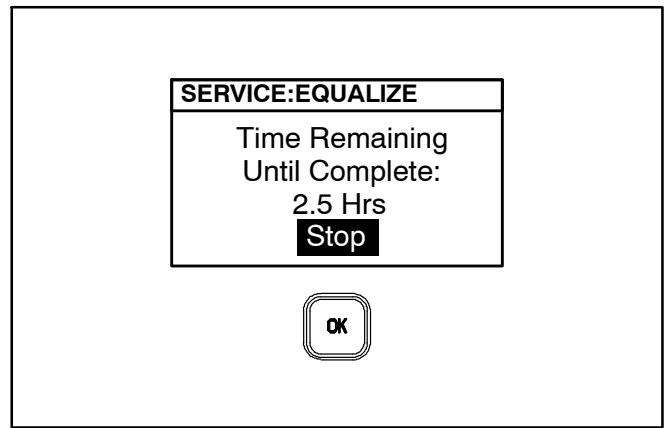 SERVICE:EQUALIZE
Time Remaining
Until Complete:
2.5 Hrs
Stop
OK